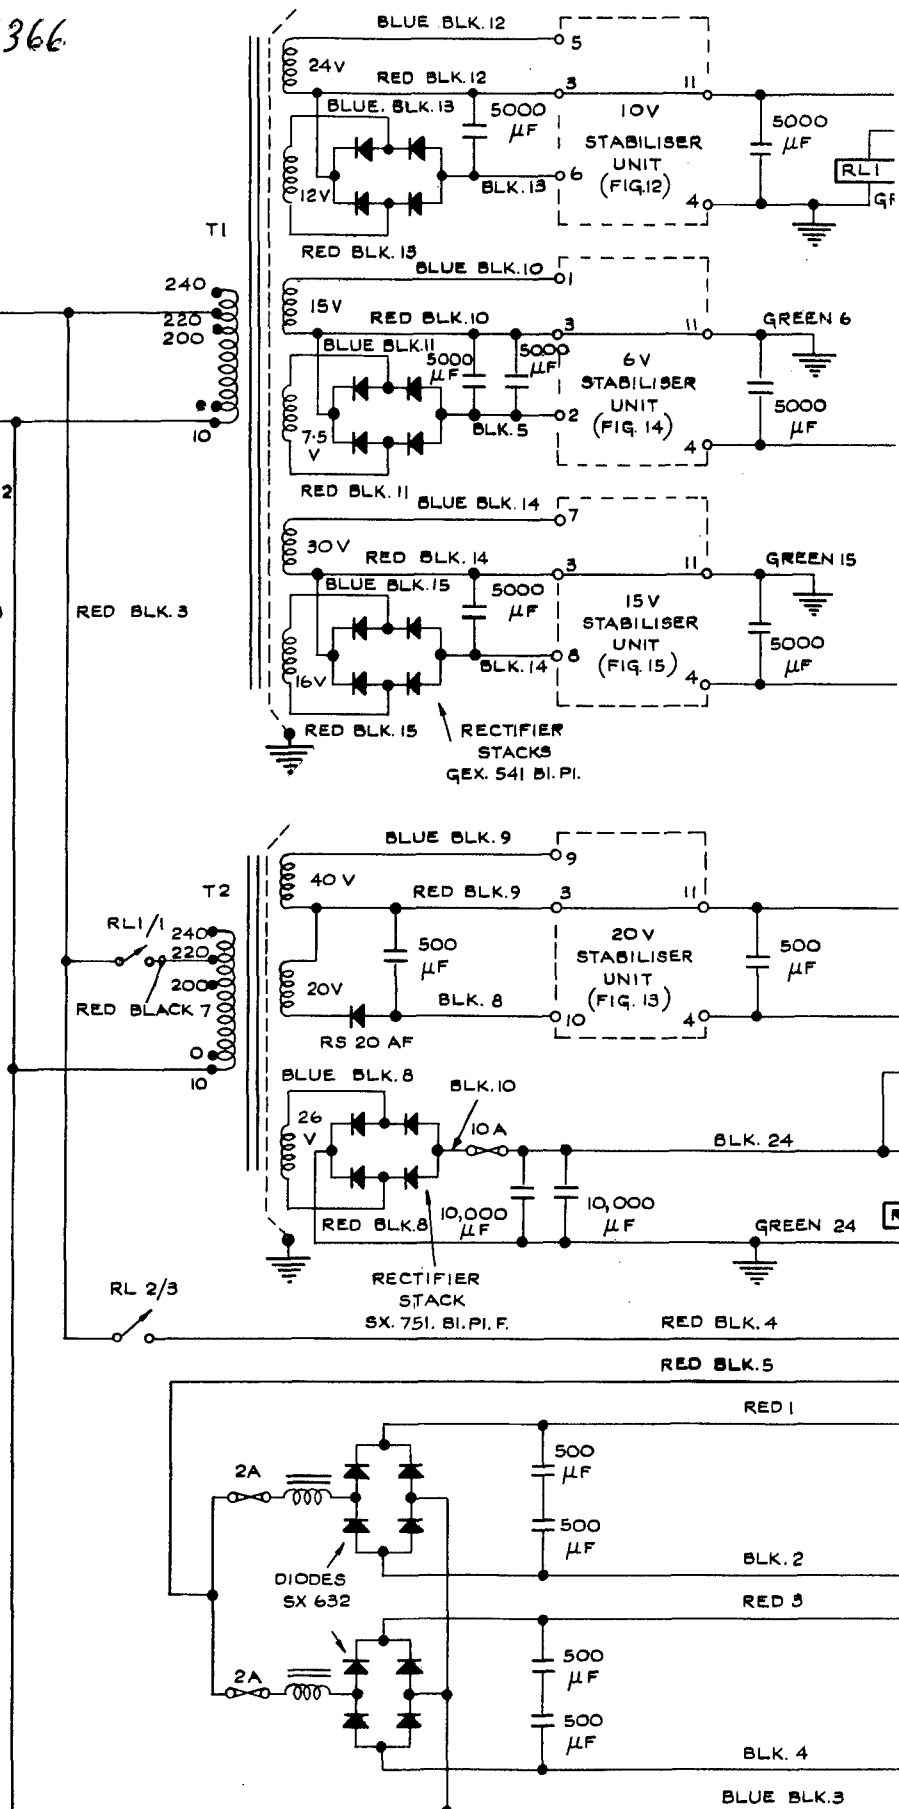 366
BLUE BLK.12
5
24V
RED BLK.12
3
11
BLUE. BLK.13
5000
µF
10V
STABILISER
UNIT
(FIG.12)
5000
µF
RL1
12V
BLK.13
6
4
RED BLK.13
T1
BLUE BLK.10
1
240
220
200
10
15V
RED BLK.10
3
11
GREEN 6
BLUE BLK.11
5000
µF
5000
µF
6V
STABILISER
UNIT
(FIG. 14)
5000
µF
7.5
V
BLK.5
2
4
RED BLK.11
2
BLUE BLK.14
7
30V
RED BLK.14
3
11
GREEN 15
BLUE BLK.15
5000
µF
15V
STABILISER
UNIT
(FIG. 15)
5000
µF
RED BLK.3
16V
BLK.14
8
4
RED BLK.15
RECTIFIER
STACKS
GEX. 541 B1.P1.
BLUE BLK.9
9
T2
40V
RED BLK.9
3
11
RL1/1
240
220
200
0
10
RED BLACK 7
500
µF
20V
STABILISER
UNIT
(FIG. 13)
500
µF
20V
BLK. 8
10
4
RS 20 AF
BLUE BLK.8
BLK.10
26
V
10A
BLK. 24
RED BLK.8
10,000
µF
10,000
µF
GREEN 24
RECTIFIER
STACK
SX. 751. B1.P1.F.
RL 2/3
RED BLK.4
RED BLK.5
RED 1
2A
500
µF
500
µF
DIODES
SX 632
BLK.2
RED 3
2A
500
µF
500
µF
BLK. 4
BLUE BLK.3